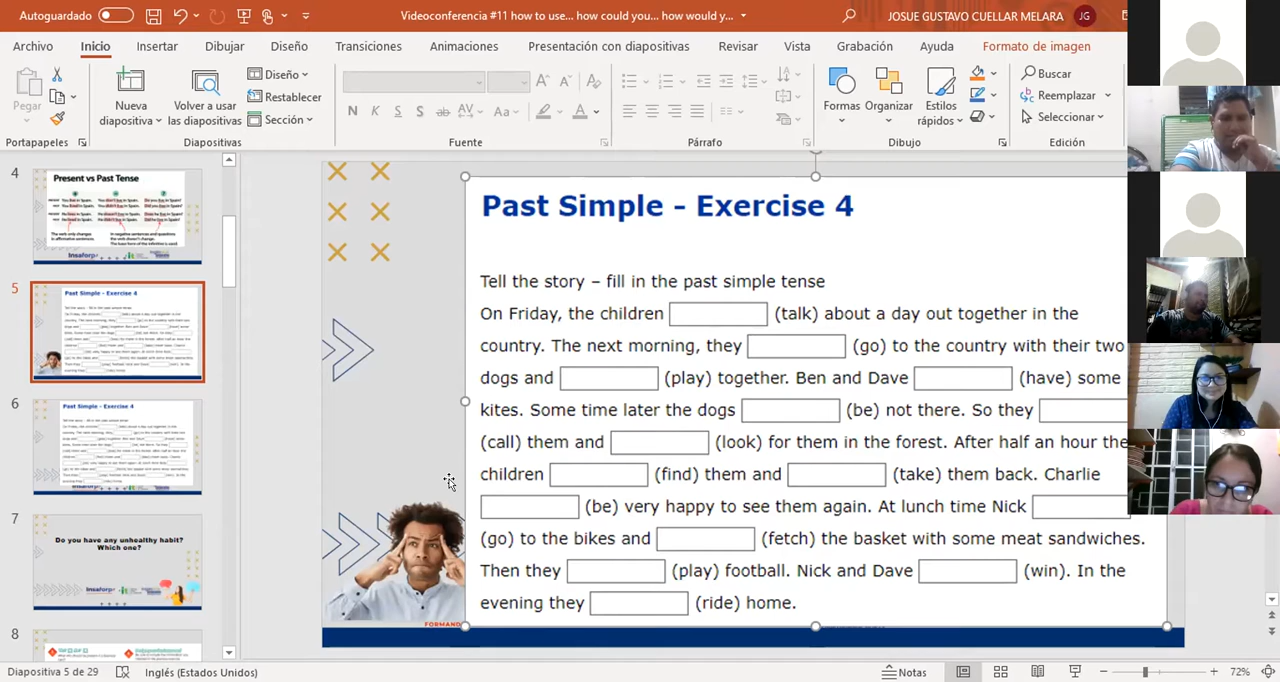 Autoguardado
Videoconferencia #11 how to use... how could you... how would y...
JOSUE GUSTAVO CUELLAR MELARA
JG
Archivo Inicio Insertar Dibujar Diseño Transiciones Animaciones Presentación con diapositivas Revisar Vista Grabación Ayuda Formato de imagen
Pegar
Portapapeles
Nueva diapositiva
Volver a usar las diapositivas
Diseño
Restablecer
Sección
Diapositivas
N K S S ab AV Aa A
Fuente
Párrafo
Formas
Organizar
Estilos rápidos
Dibujo
Buscar
Reemplazar
Seleccionar
Edición
4
Present vs Past Tense
Insaforp
5
Past Simple - Exercise 4
6
Past Simple - Exercise 4
7
Do you have any unhealthy habit?
Which one?
Insaforp
8
Past Simple - Exercise 4
Tell the story – fill in the past simple tense
On Friday, the children (talk) about a day out together in the
country. The next morning, they (go) to the country with their two
dogs and (play) together. Ben and Dave (have) some
kites. Some time later the dogs (be) not there. So they
(call) them and (look) for them in the forest. After half an hour the
children (find) them and (take) them back. Charlie
(be) very happy to see them again. At lunch time Nick
(go) to the bikes and (fetch) the basket with some meat sandwiches.
Then they (play) football. Nick and Dave (win). In the
evening they (ride) home.
FORMAND
Diapositiva 5 de 29
Inglés (Estados Unidos)
Notas
72%